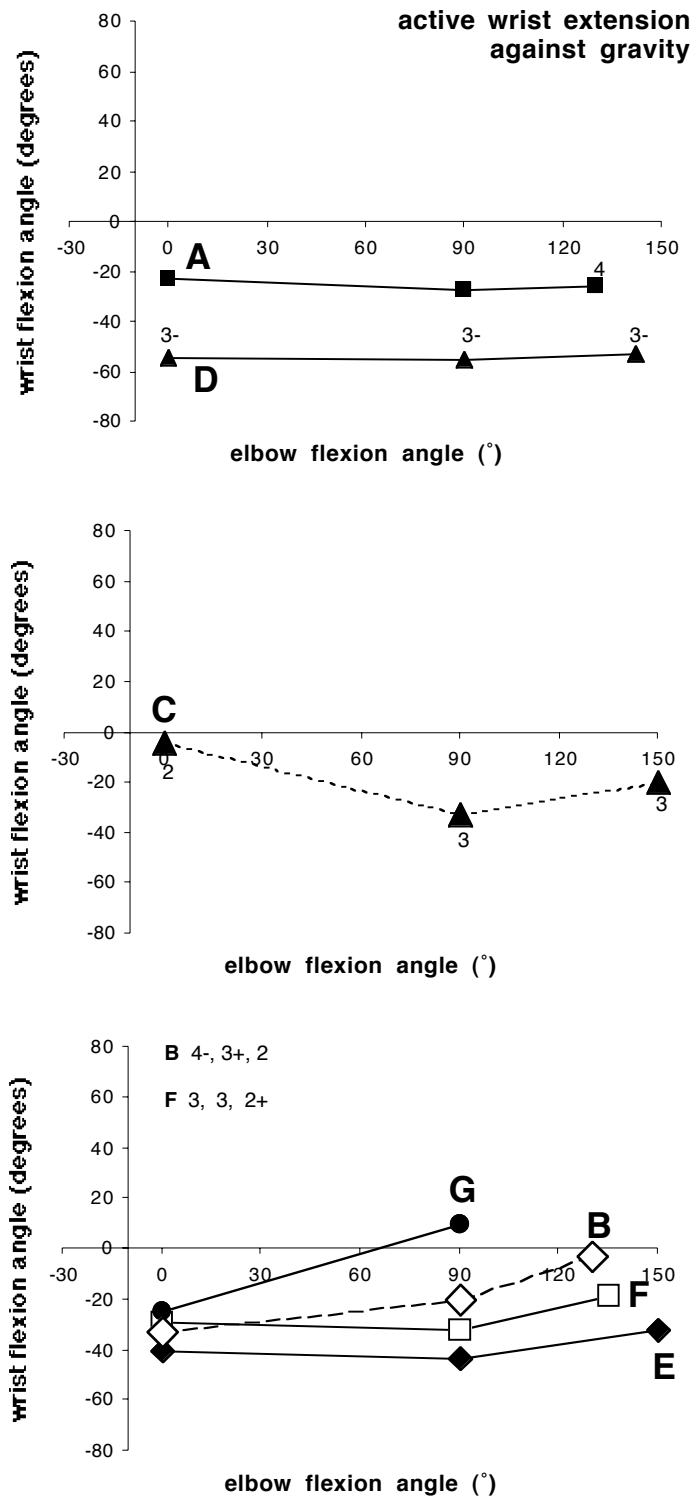 active wrist extension
against gravity
wrist flexion angle (degrees)
80
60
40
20
0
-30 0 30 60 90 120 150
A
4
-20
-40
3- 3- 3-
D
-60
-80
elbow flexion angle (°)
wrist flexion angle (degrees)
80
60
40
20
C
0
-30 0 30 60 90 120 150
2
-20
3
-40
3
-60
-80
elbow flexion angle (°)
wrist flexion angle (degrees)
80
B 4-, 3+, 2
60
F 3, 3, 2+
40
20
G
B
0
-30 0 30 60 90 120 150
-20
F
-40
E
-60
-80
elbow flexion angle (°)